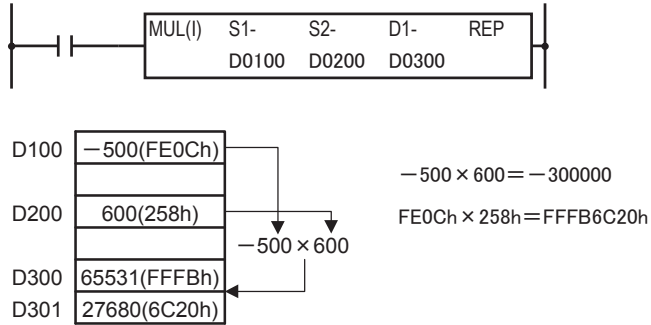 MUL(I) S1- S2- D1- REP
D0100 D0200 D0300
D100 －500(FE0Ch)
D200 600(258h)
－500×600
D300 65531(FFFBh)
D301 27680(6C20h)
－500×600＝－300000
FE0Ch×258h＝FFFB6C20h